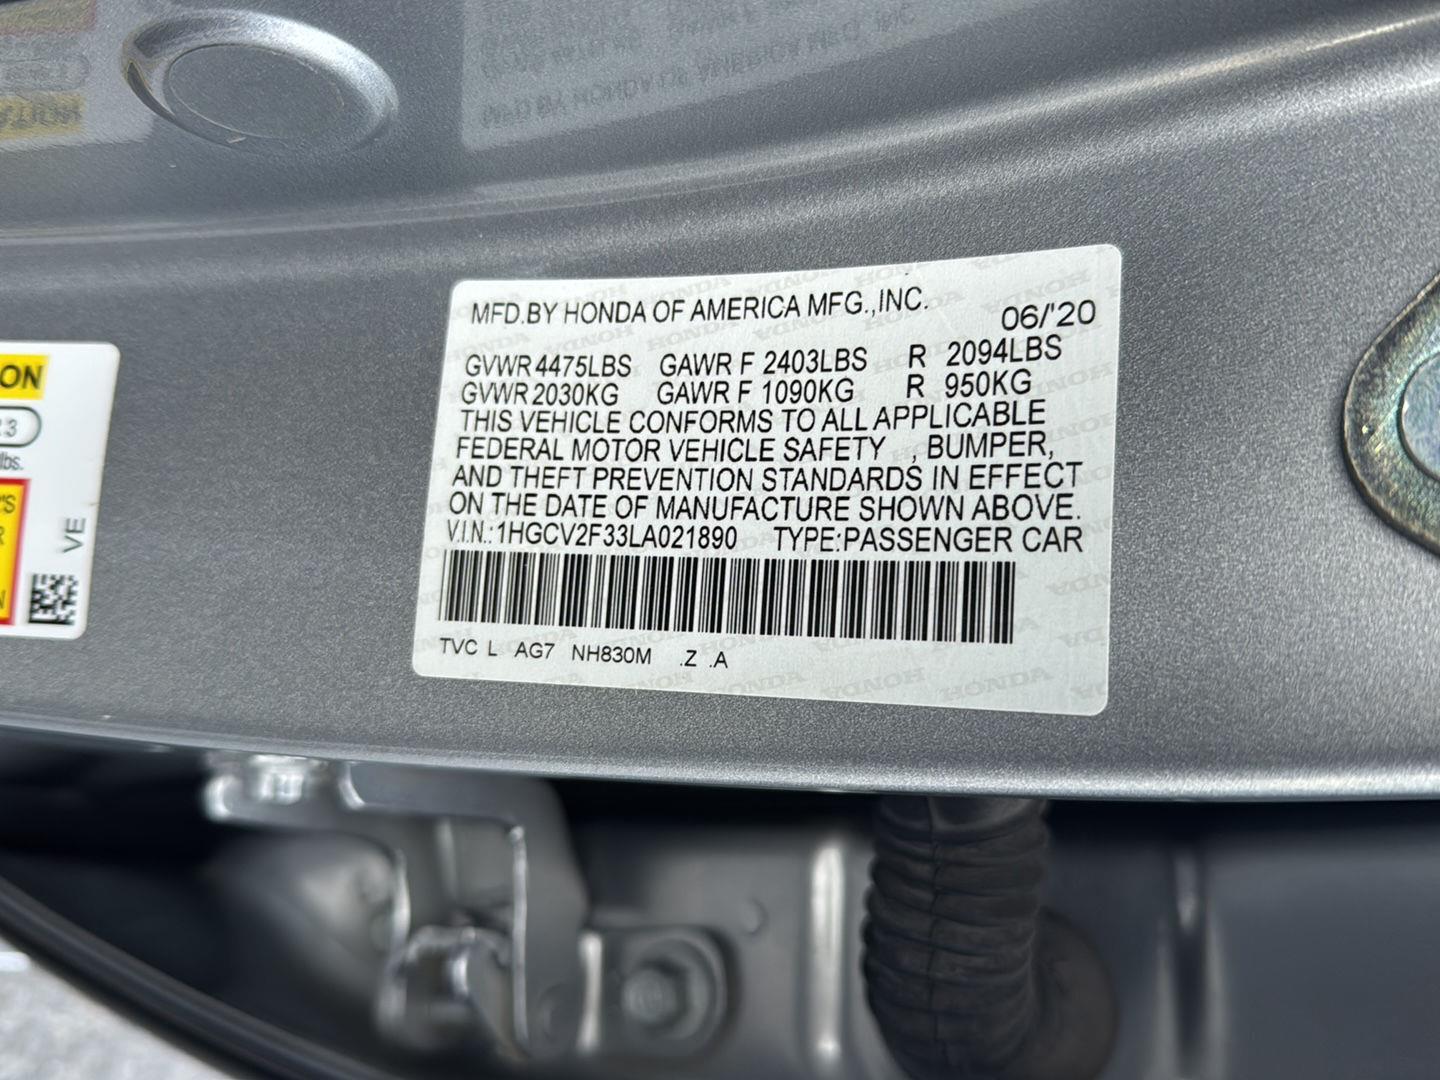 MFD.BY HONDA OF AMERICA MFG.,INC. 06/'20
GVWR 4475LBS GAWR F 2403LBS R 2094LBS
GVWR 2030KG GAWR F 1090KG R 950KG
THIS VEHICLE CONFORMS TO ALL APPLICABLE
FEDERAL MOTOR VEHICLE SAFETY , BUMPER,
AND THEFT PREVENTION STANDARDS IN EFFECT
ON THE DATE OF MANUFACTURE SHOWN ABOVE.
V.I.N.: 1HGCV2F33LA021890 TYPE:PASSENGER CAR
TVC L AG7 NH830M .Z .A
VE
lbs.